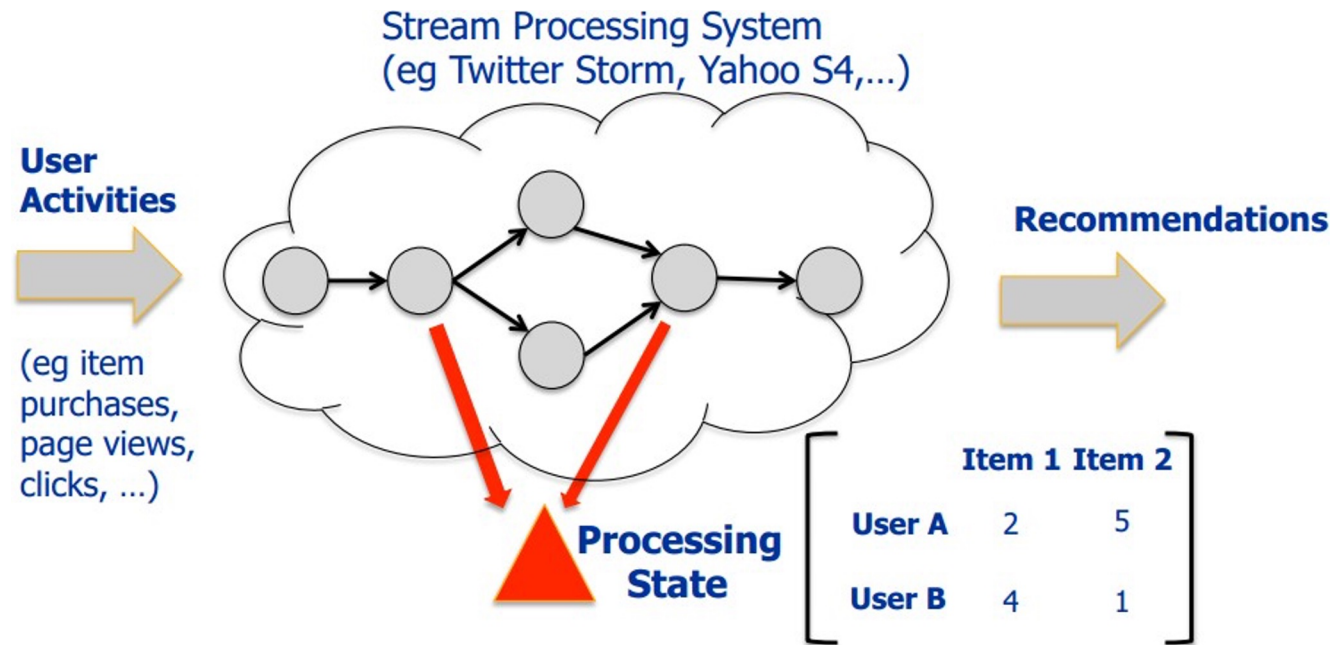 Stream Processing System
(eg Twitter Storm, Yahoo S4,...)
User
Activities
Recommendations
(eg item
purchases,
page views,
clicks, ...)
Processing
State
Item 1 Item 2
User A 2 5
User B 4 1